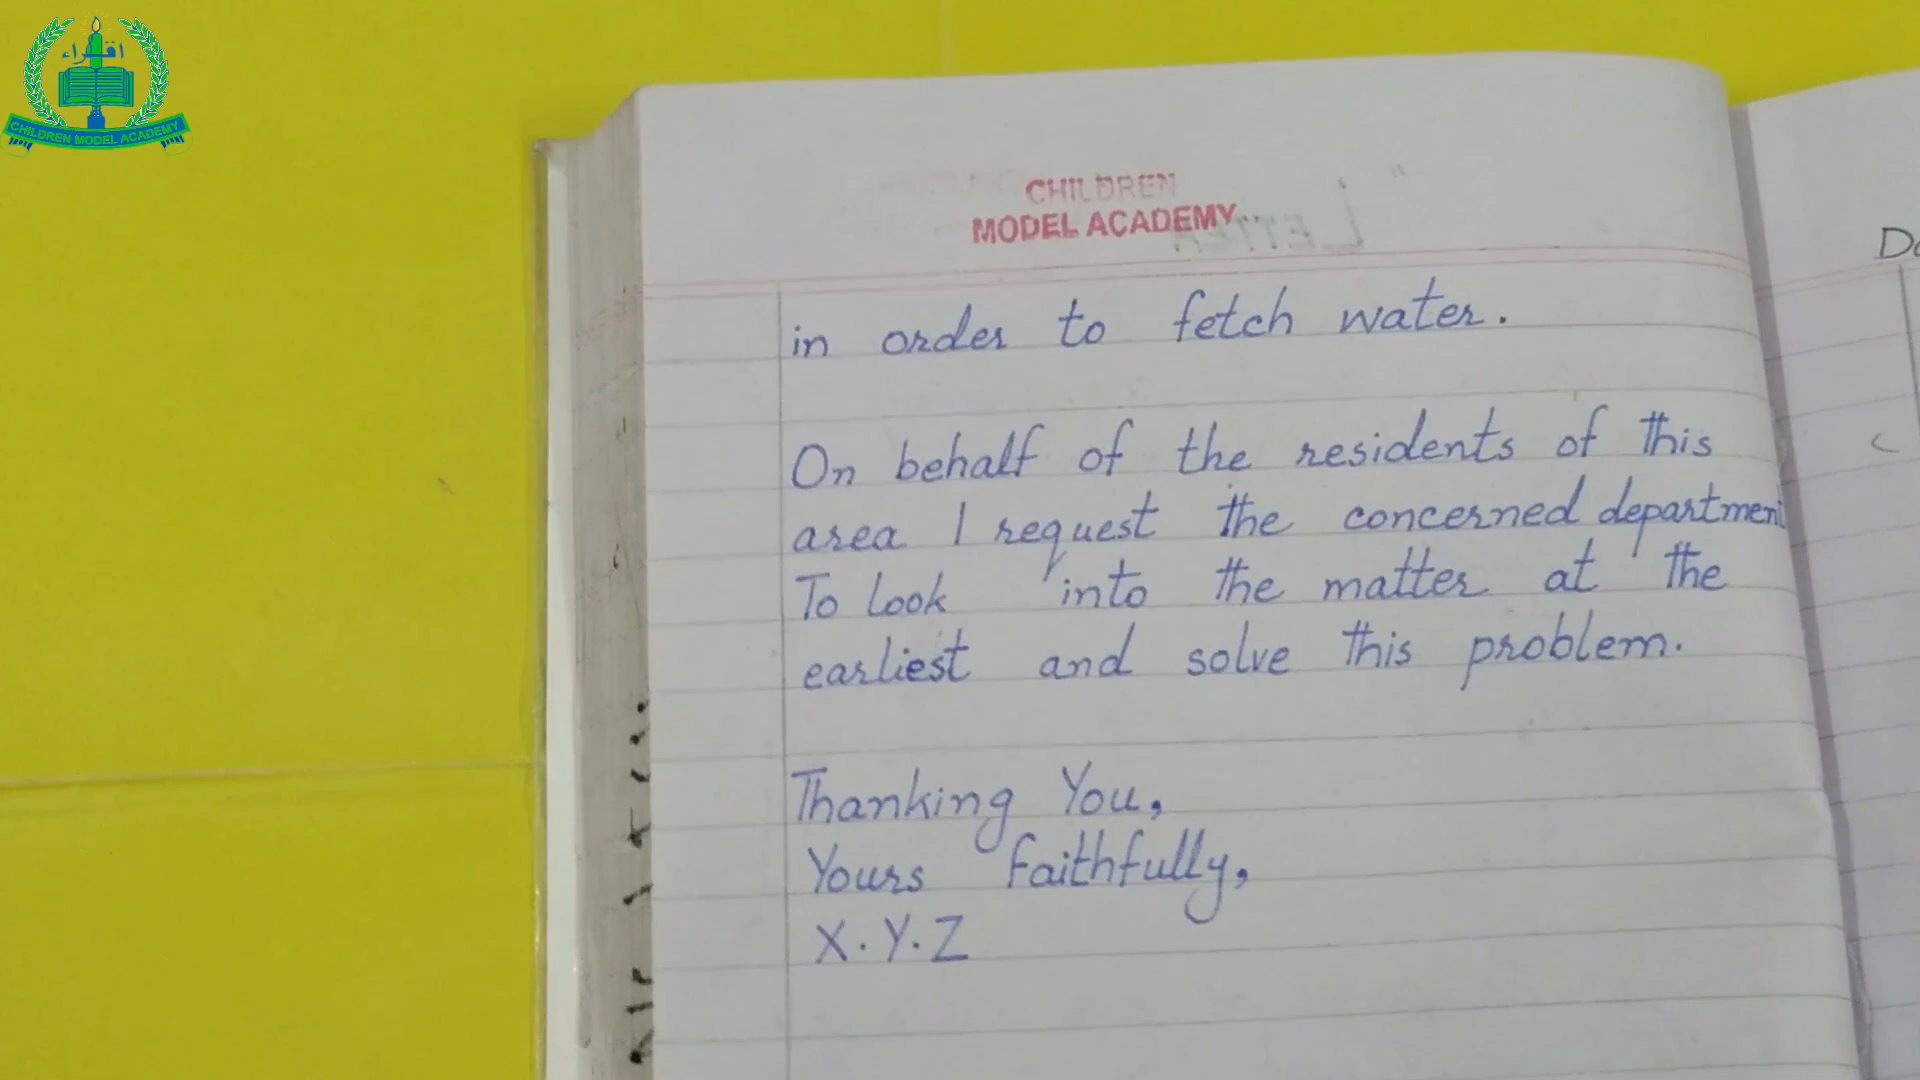 اقراء
CHILDREN MODEL ACADEMY
CHILDREN
MODEL ACADEMY
"LETTER
in order to fetch water.
On behalf of the residents of this
area I request the concerned department
To look into the matter at the
earliest and solve this problem.
Thanking You,
Yours Faithfully,
X.Y.Z